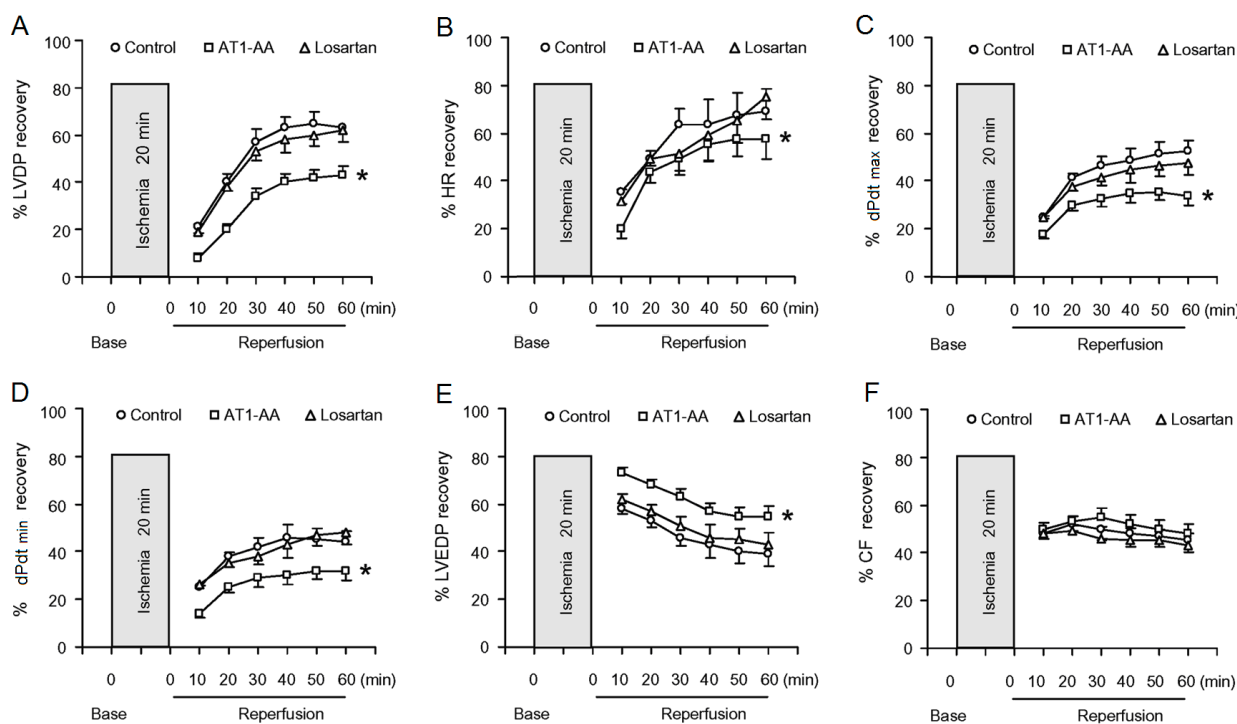 A
100
Control AT1-AA Losartan
80
60
40
20
0
% LVDP recovery
Ischemia 20 min
*
0 0 10 20 30 40 50 60 (min)
Base Reperfusion
B
100
Control AT1-AA Losartan
80
60
40
20
0
% HR recovery
Ischemia 20 min
*
0 0 10 20 30 40 50 60 (min)
Base Reperfusion
C
100
Control AT1-AA Losartan
80
60
40
20
0
% dPdt max recovery
Ischemia 20 min
*
0 0 10 20 30 40 50 60 (min)
Base Reperfusion
D
100
Control AT1-AA Losartan
80
60
40
20
0
% dPdt min recovery
Ischemia 20 min
*
0 0 10 20 30 40 50 60 (min)
Base Reperfusion
E
100
Control AT1-AA Losartan
80
60
40
20
0
% LVEDP recovery
Ischemia 20 min
*
0 0 10 20 30 40 50 60 (min)
Base Reperfusion
F
100
Control AT1-AA Losartan
80
60
40
20
0
% CF recovery
Ischemia 20 min
0 0 10 20 30 40 50 60 (min)
Base Reperfusion